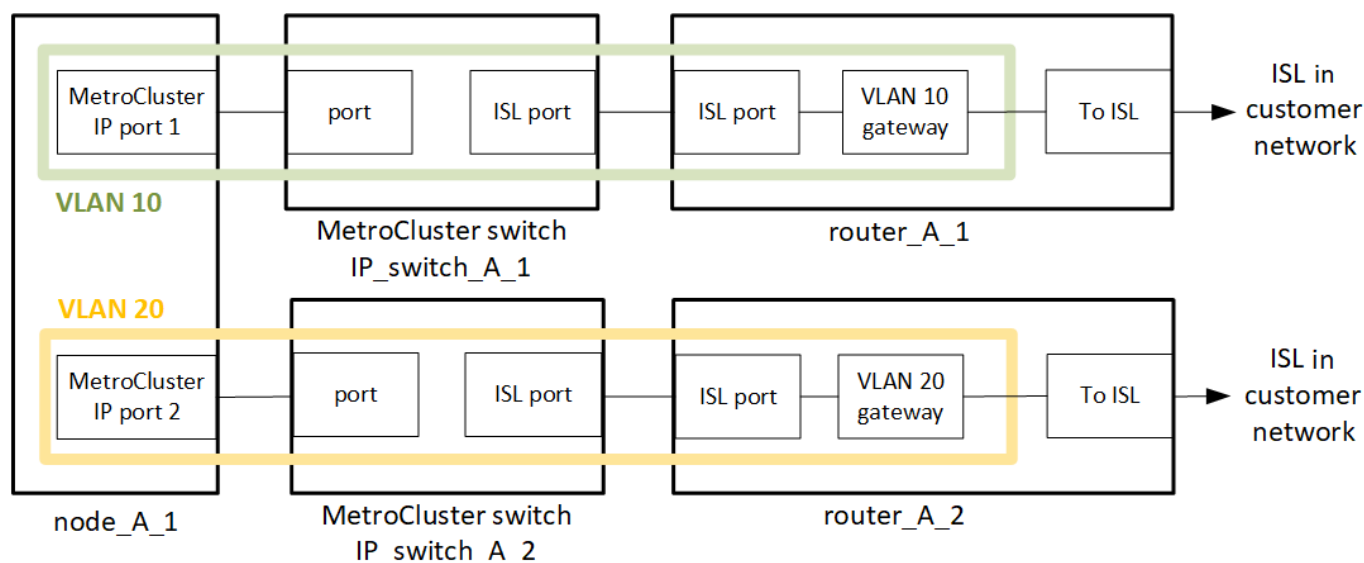 MetroCluster
IP port 1
port
ISL port
ISL port
VLAN 10
gateway
To ISL
ISL in
customer
network
VLAN 10
MetroCluster switch
IP_switch_A_1
router_A_1
VLAN 20
MetroCluster
IP port 2
port
ISL port
ISL port
VLAN 20
gateway
To ISL
ISL in
customer
network
node_A_1
MetroCluster switch
IP_switch_A_2
router_A_2